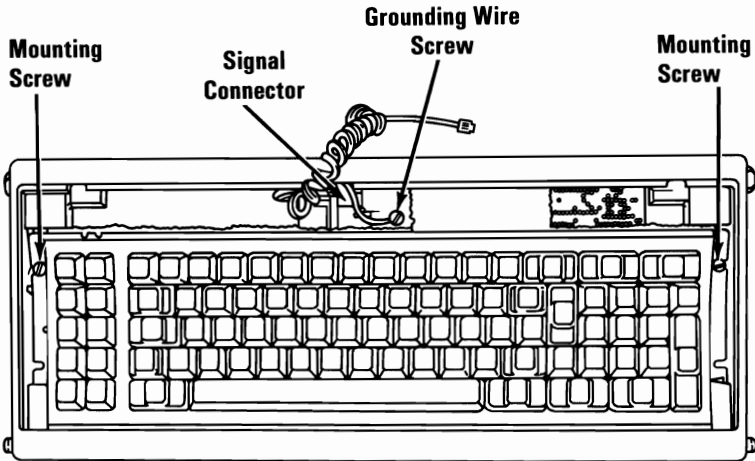 Grounding Wire
Screw
Mounting
Screw
Signal
Connector
Mounting
Screw